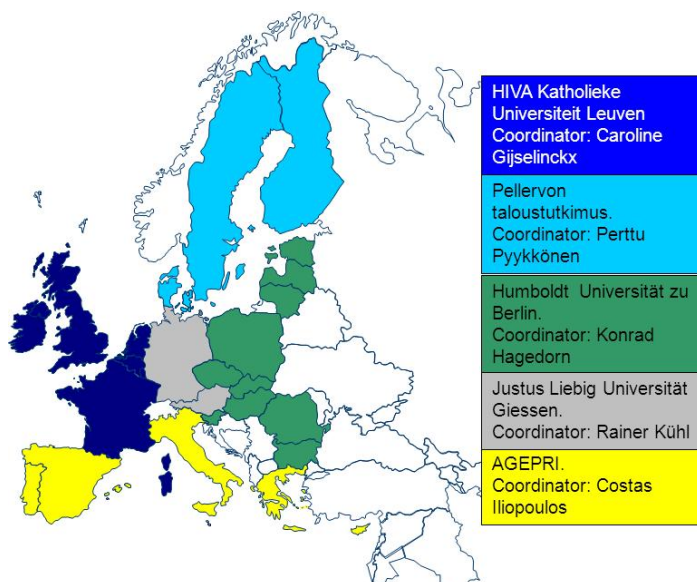 HIVA Katholieke
Universiteit Leuven
Coordinator: Caroline
Gijselinckx
Pellervon
taloustutkimus.
Coordinator: Perttu
Pyykkönen
Humboldt Universität zu
Berlin.
Coordinator: Konrad
Hagedorn
Justus Liebig Universität
Giessen.
Coordinator: Rainer Kühl
AGEPRI.
Coordinator: Costas
Iliopoulos